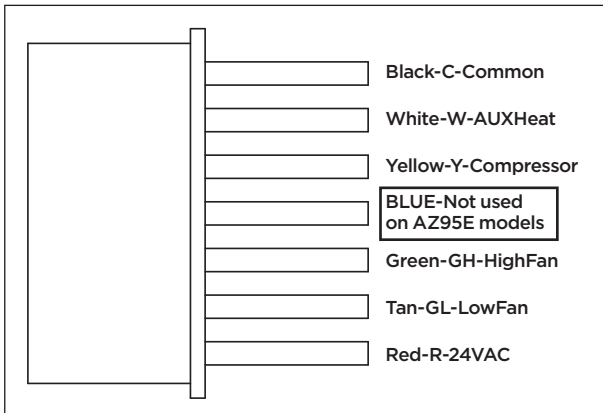 Black-C-Common
White-W-AUXHeat
Yellow-Y-Compressor
BLUE-Not used
on AZ95E models
Green-GH-HighFan
Tan-GL-LowFan
Red-R-24VAC